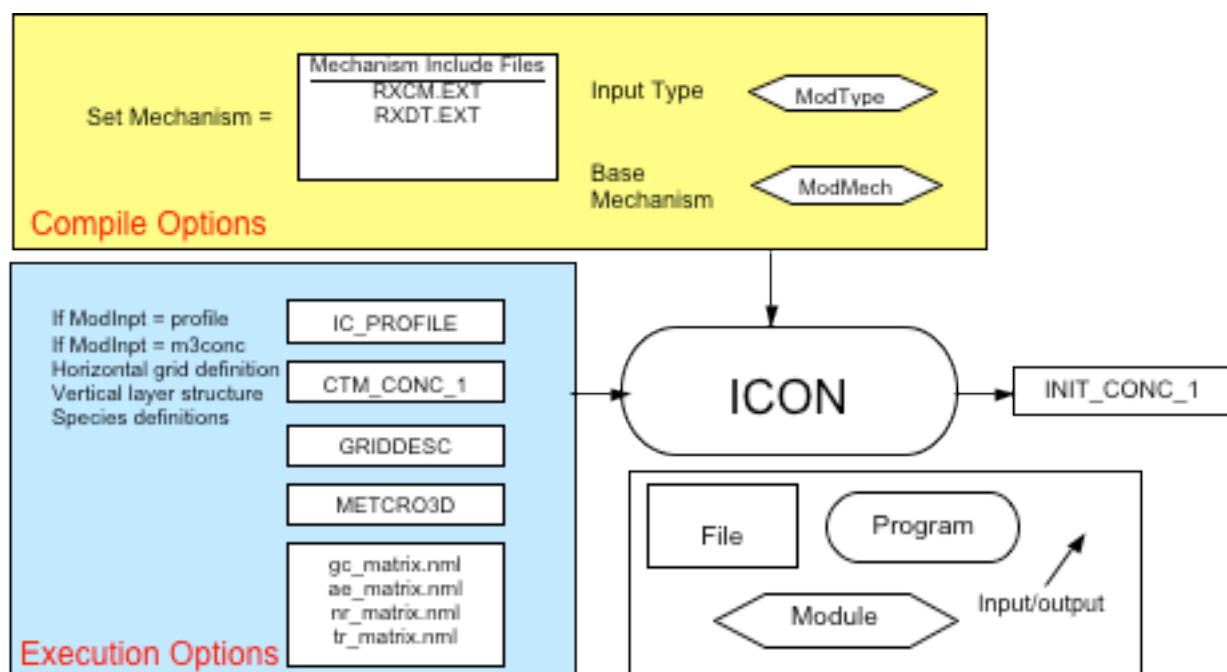 Set Mechanism =
Mechanism Include Files
RXCM.EXT
RXDT.EXT
Input Type
ModType
Base
Mechanism
ModMech
Compile Options
If ModInpt = profile
If ModInpt = m3conc
Horizontal grid definition
Vertical layer structure
Species definitions
IC_PROFILE
CTM_CONC_1
GRIDDESC
METCRO3D
gc_matrix.nml
ae_matrix.nml
nr_matrix.nml
tr_matrix.nml
Execution Options
ICON
INIT_CONC_1
File
Program
Module
Input/output